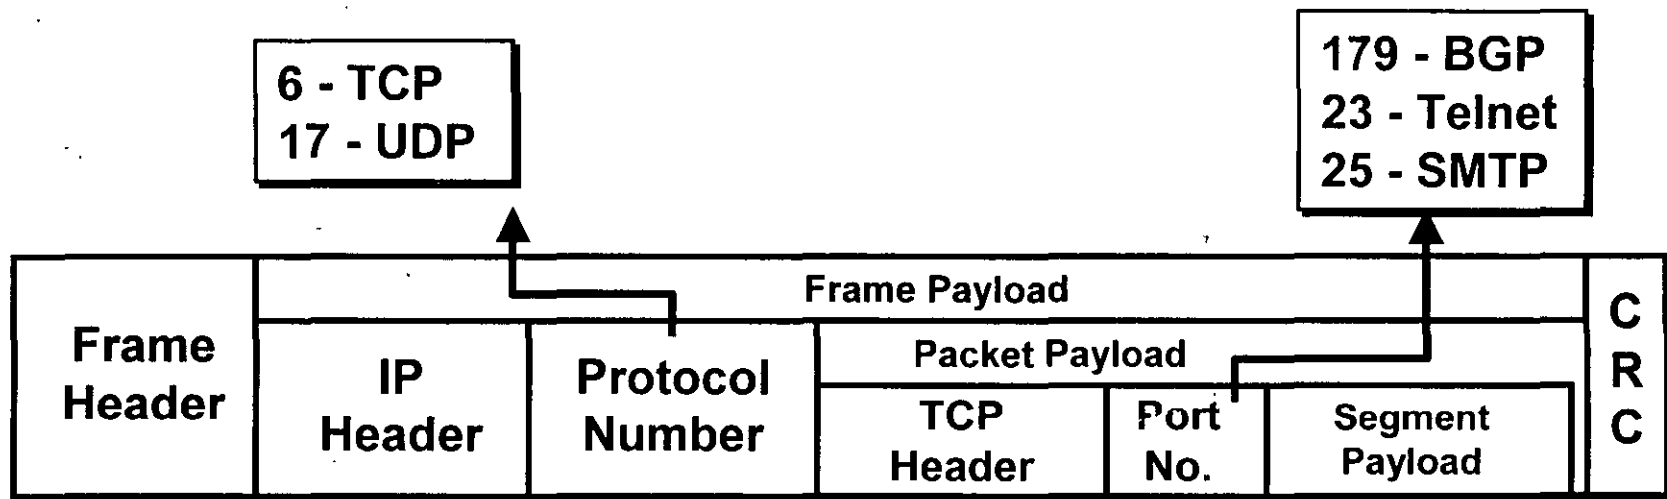 6 - TCP
17 - UDP
179 - BGP
23 - Telnet
25 - SMTP
Frame Payload
Frame
Header
IP
Header
Protocol
Number
Packet Payload
TCP
Header
Port
No.
Segment
Payload
C
R
C